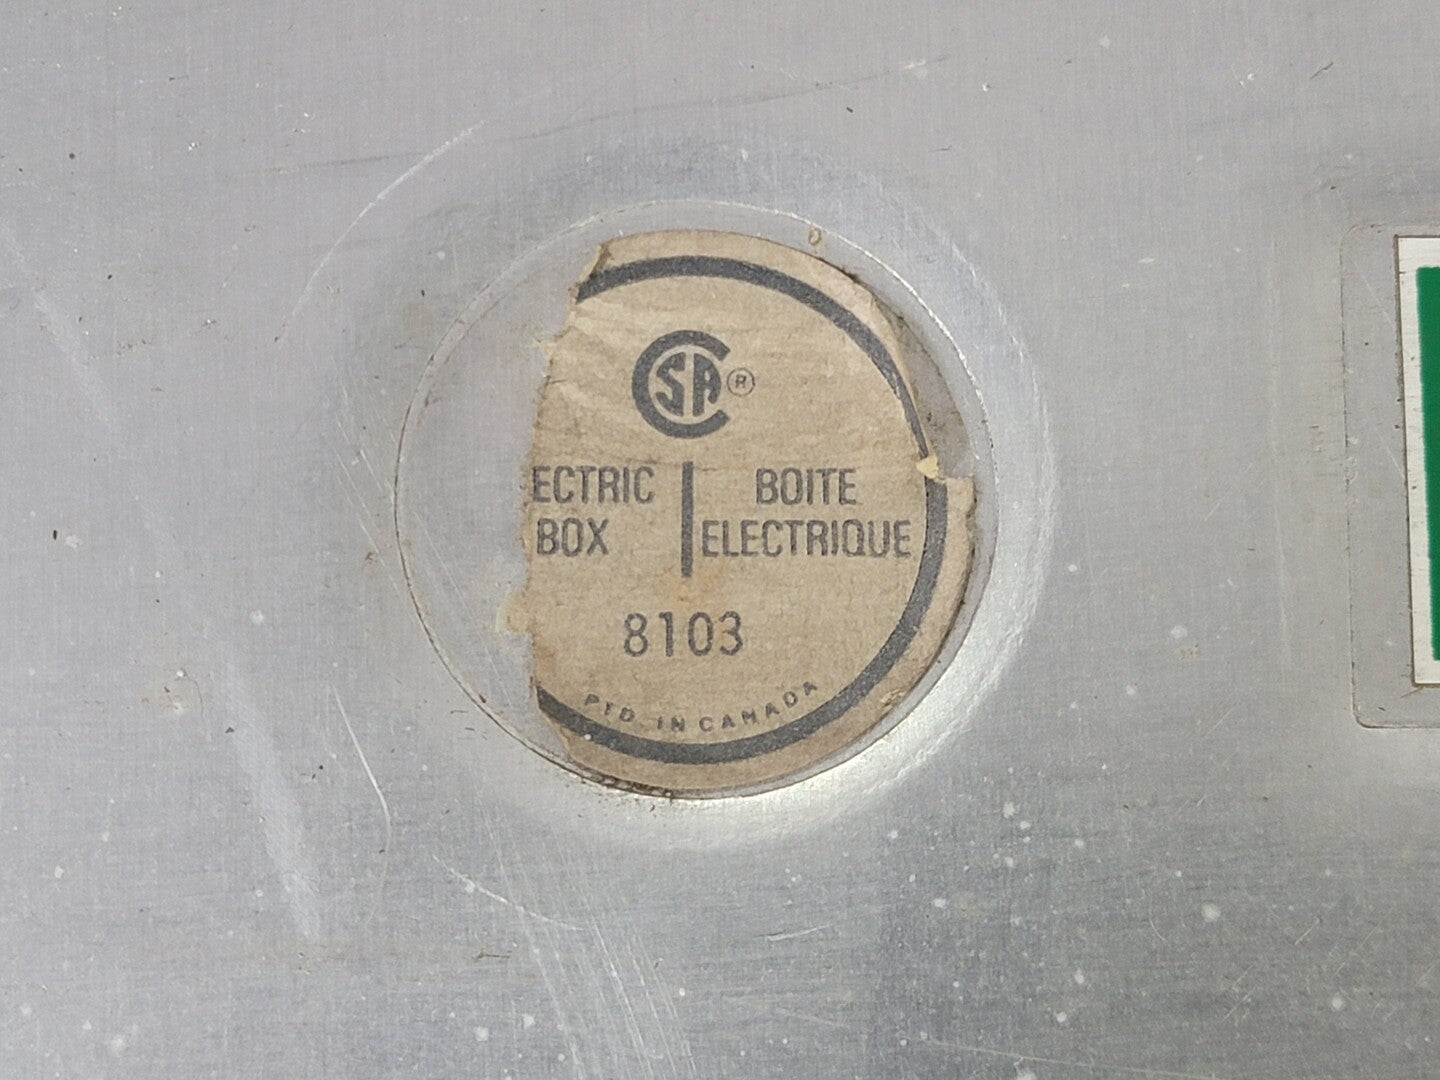 CSA®
ECTRIC BOX
BOITE ELECTRIQUE
8103
PTD. IN CANADA